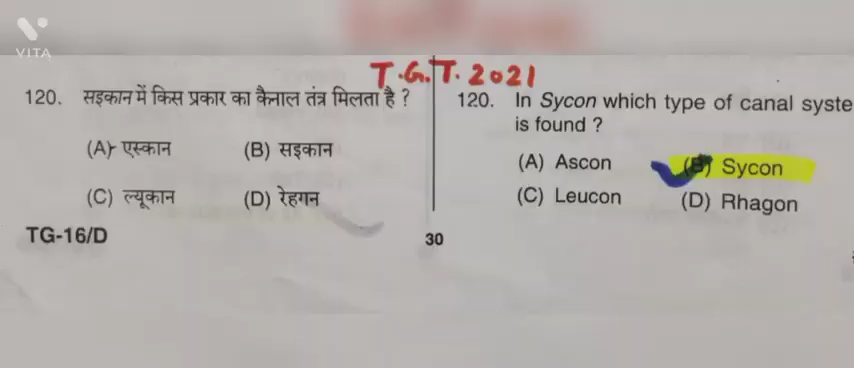 VITA
T.G.T. 2021
120. सइकान में किस प्रकार का कैनाल तंत्र मिलता है ?
(A) एस्कान (B) सइकान
(C) ल्यूकान (D) रेहगन
TG-16/D
120. In Sycon which type of canal syste
is found ?
(A) Ascon (B) Sycon
(C) Leucon (D) Rhagon
30